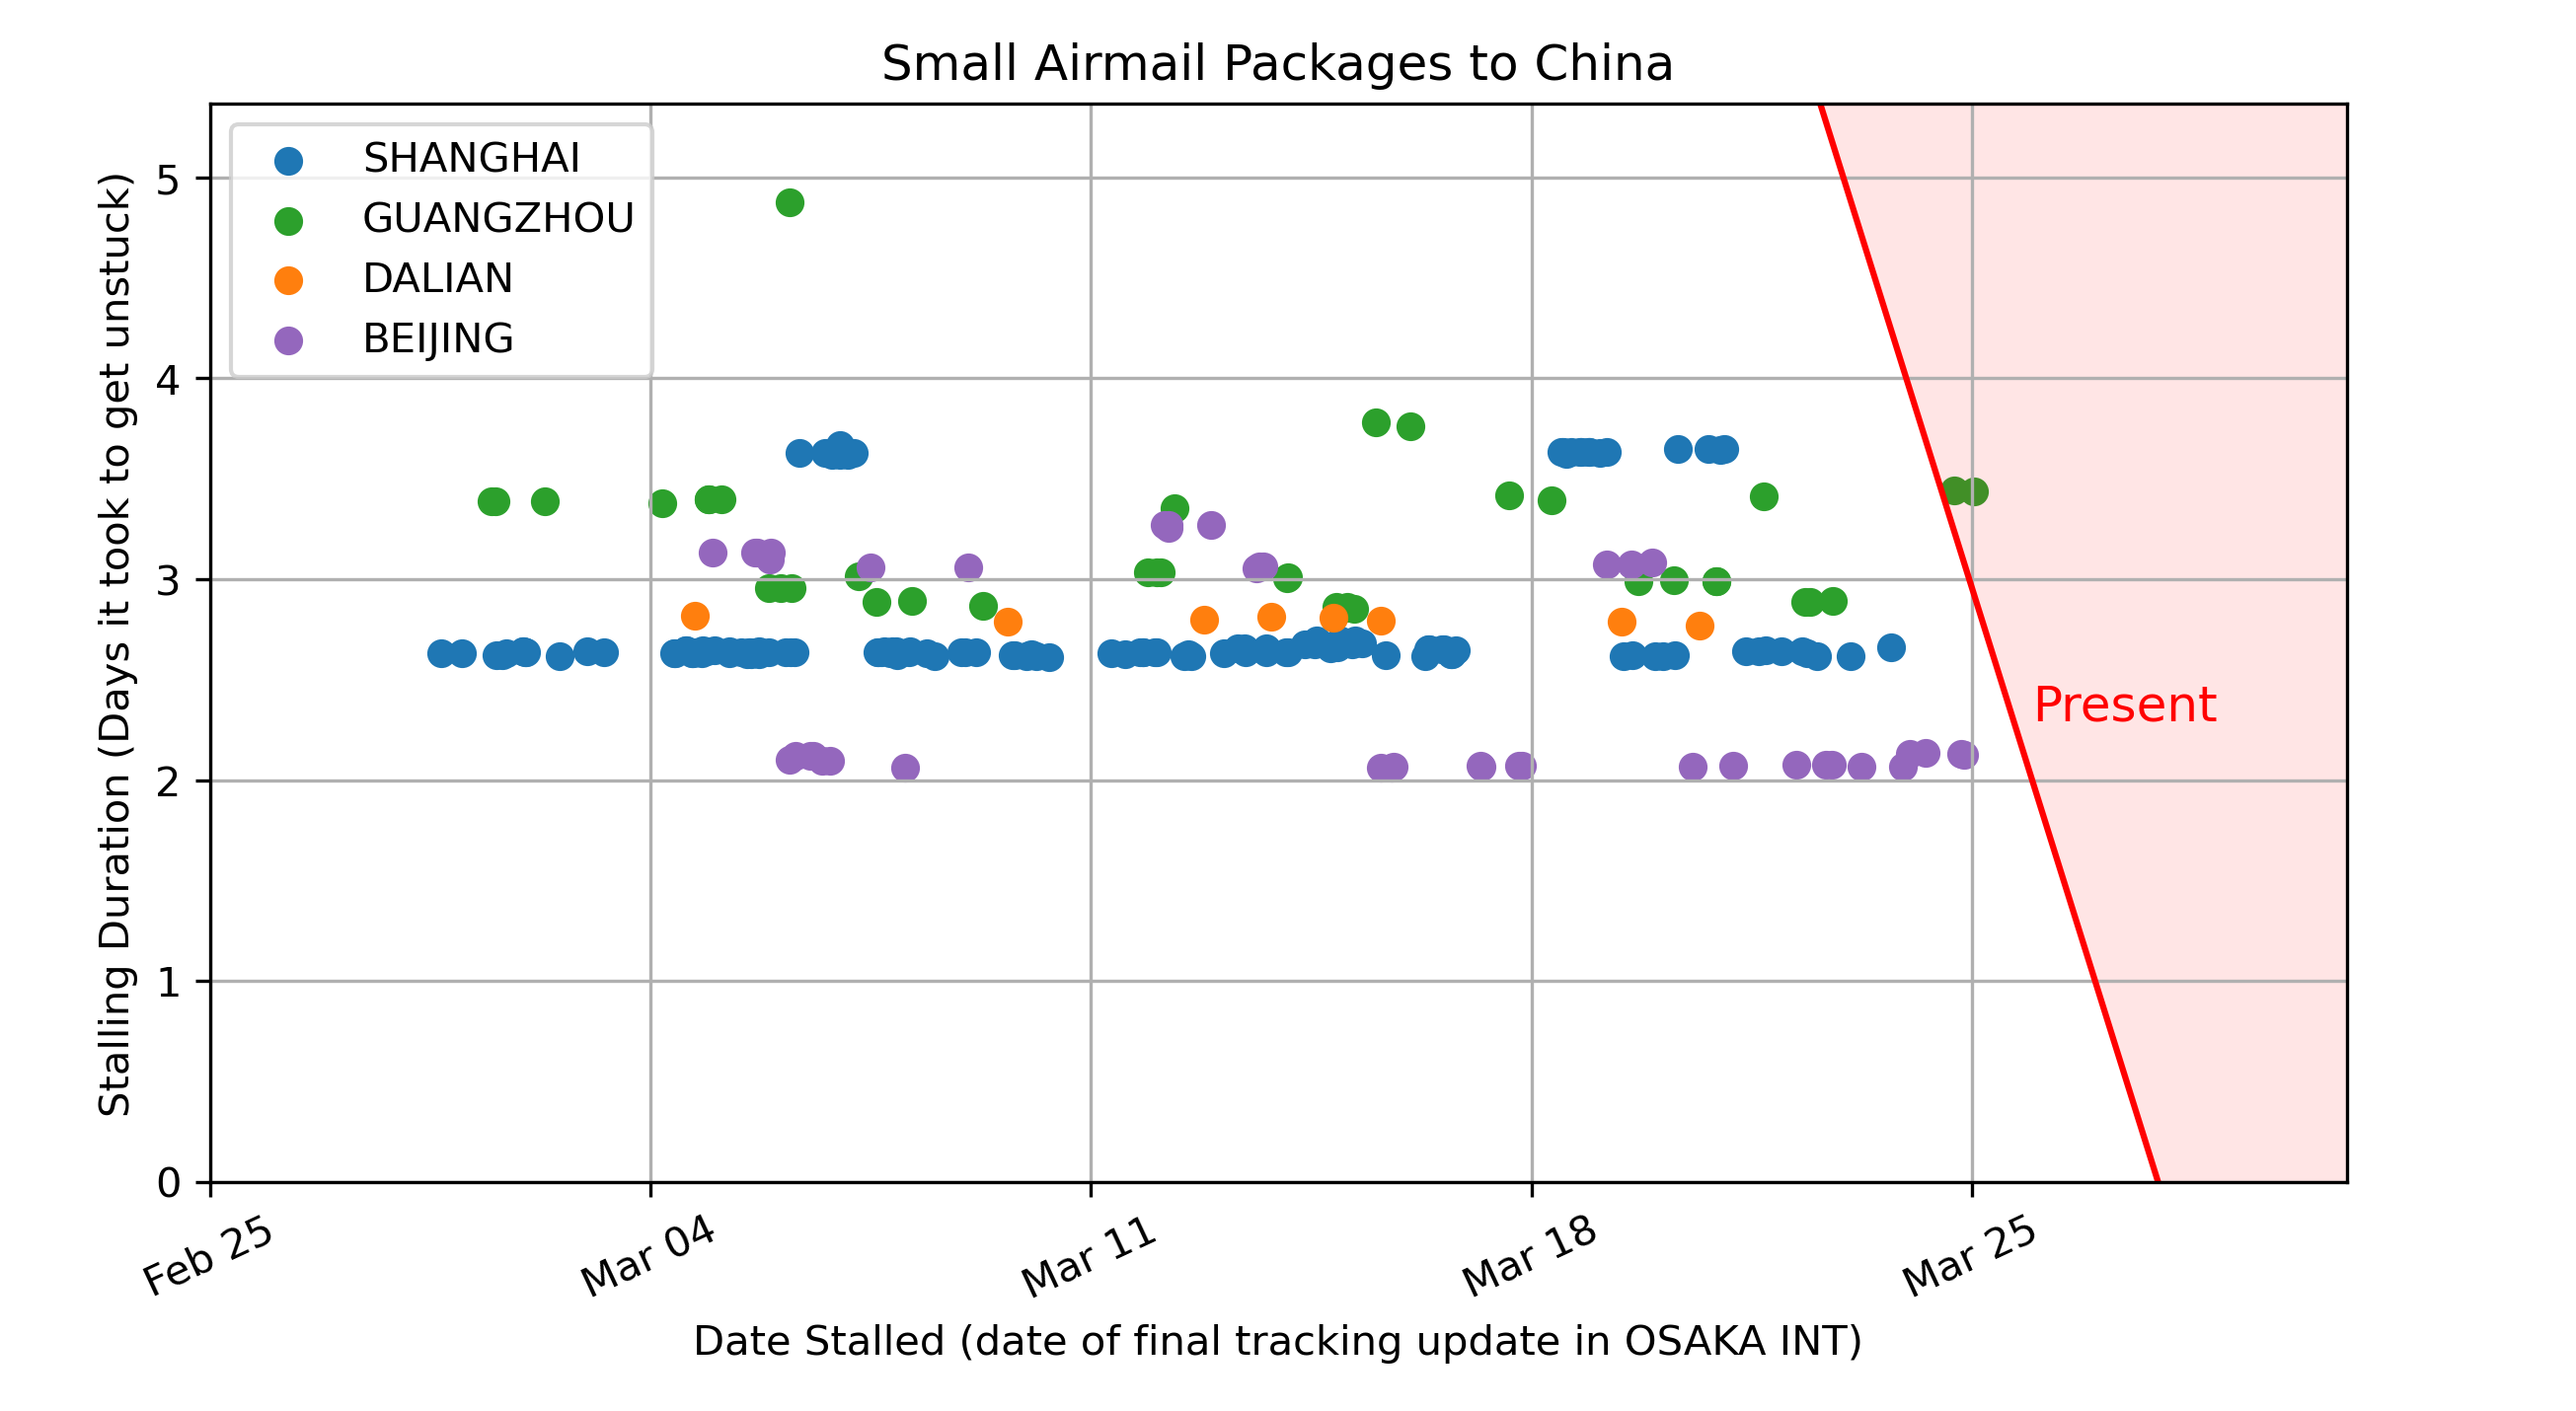 Small Airmail Packages to China
Stalling Duration (Days it took to get unstuck)
5
4
3
2
1
0
SHANGHAI
GUANGZHOU
DALIAN
BEIJING
Present
Feb 25
Mar 04
Mar 11
Mar 18
Mar 25
Date Stalled (date of final tracking update in OSAKA INT)